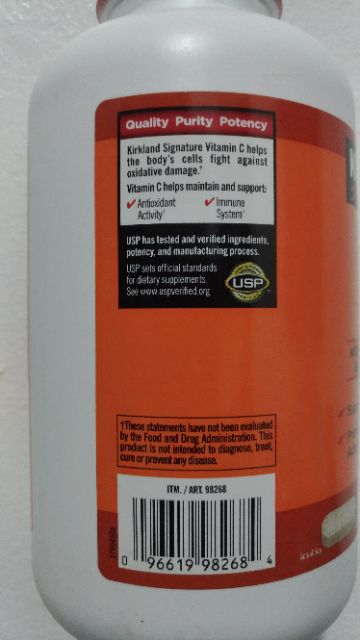 Quality Purity Potency
Kirkland Signature Vitamin C helps
the body's cells fight against
oxidative damage.†
Vitamin C helps maintain and support:
✓ Antioxidant
Activity†
✓ Immune
System†
USP has tested and verified ingredients,
potency, and manufacturing process.
USP sets official standards
for dietary supplements.
See www.uspverified.org
USP
†These statements have not been evaluated
by the Food and Drug Administration. This
product is not intended to diagnose, treat,
cure or prevent any disease.
ITM. / ART. 98268
0 96619 98268 4
Actual Size